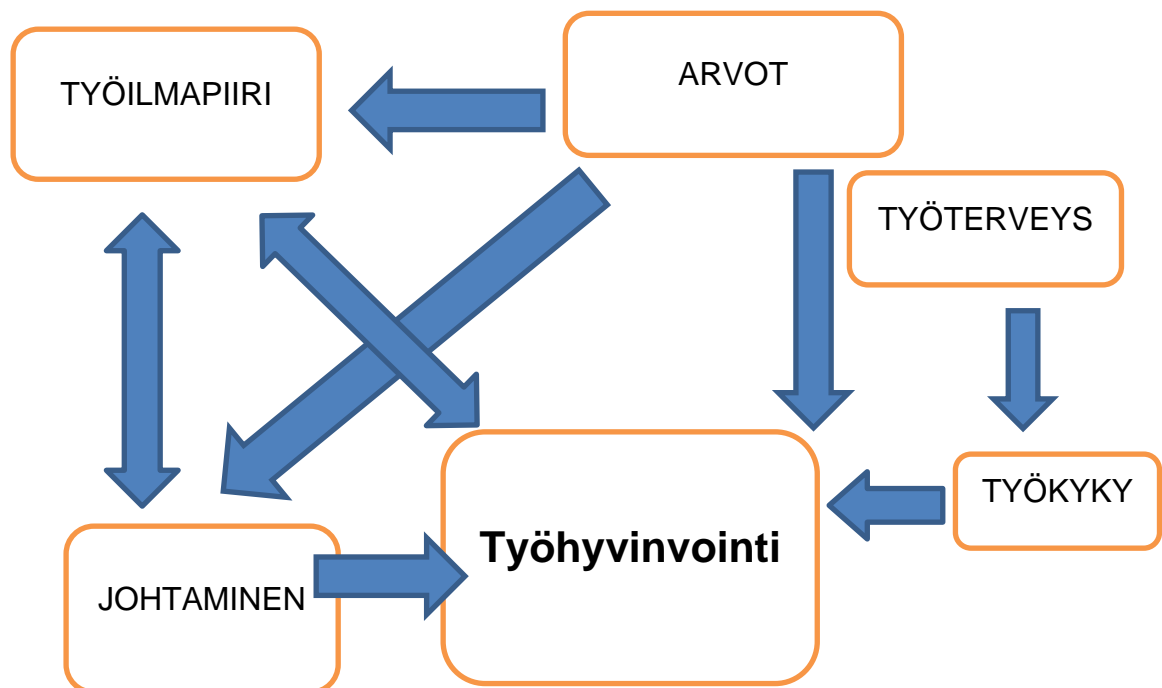 TYÖILMAPIIRI
ARVOT
TYÖTERVEYS
TYÖKYKY
Työhyvinvointi
JOHTAMINEN